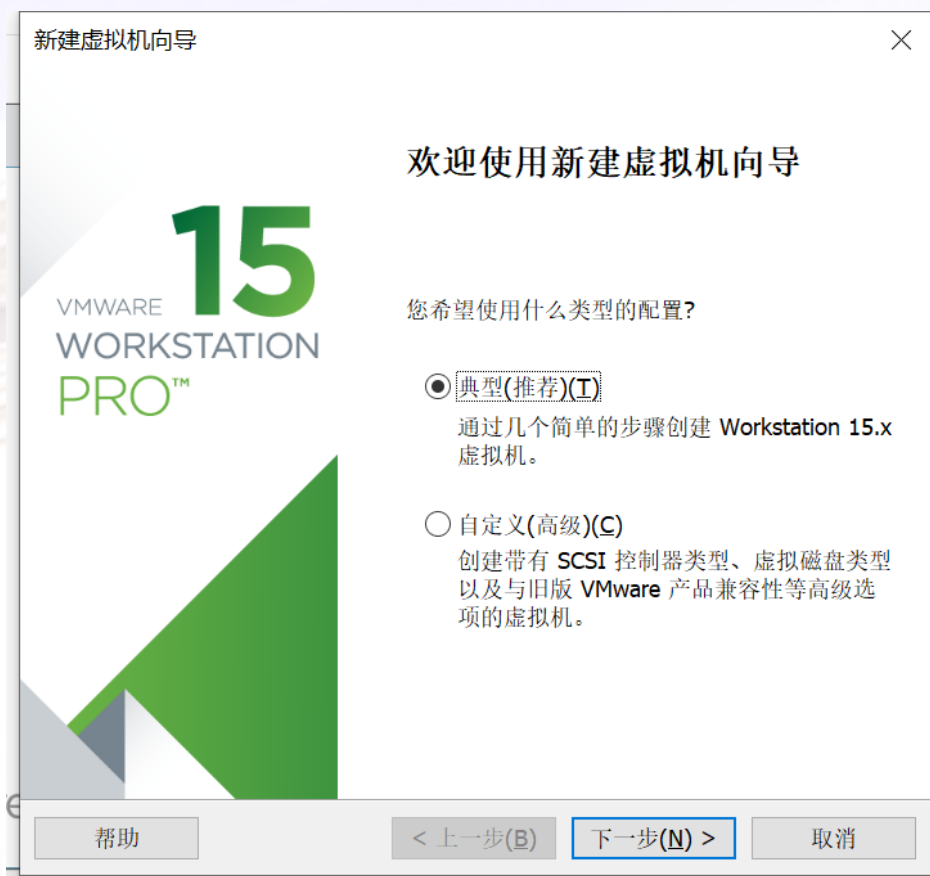 新建虚拟机向导
欢迎使用新建虚拟机向导
15
VMWARE
WORKSTATION
PRO™
您希望使用什么类型的配置?
典型(推荐)(T)
通过几个简单的步骤创建 Workstation 15.x
虚拟机。
自定义(高级)(C)
创建带有 SCSI 控制器类型、虚拟磁盘类型
以及与旧版 VMware 产品兼容性等高级选
项的虚拟机。
帮助
< 上一步(B)
下一步(N) >
取消